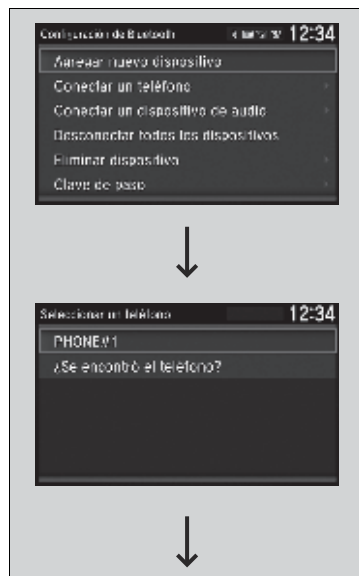 Configuración de Bluetooth 12:34
Agregar nuevo dispositivo
Conectar un teléfono
Conectar un dispositivo de audio
Desconectar todos los dispositivos
Eliminar dispositivo
Clave de paso
Seleccionar un teléfono 12:34
PHONE#1
¿Se encontró el teléfono?